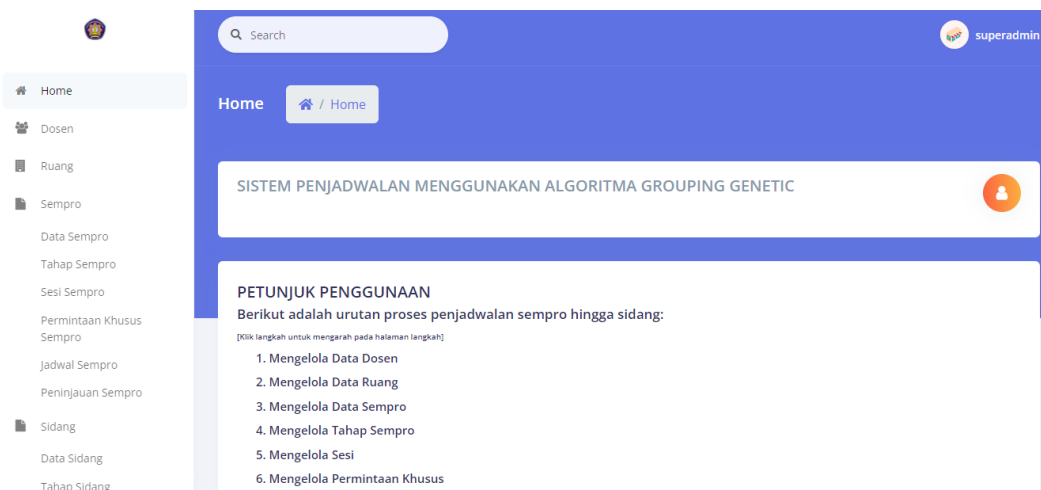 Search
superadmin
Home
Dosen
Ruang
Sempro
Data Sempro
Tahap Sempro
Sesi Sempro
Permintaan Khusus
Sempro
Jadwal Sempro
Peninjauan Sempro
Sidang
Data Sidang
Tahap Sidang
Home
/ Home
SISTEM PENJADWALAN MENGGUNAKAN ALGORITMA GROUPING GENETIC
PETUNJUK PENGGUNAAN
Berikut adalah urutan proses penjadwalan sempro hingga sidang:
[Klik langkah untuk mengarah pada halaman langkah]
1. Mengelola Data Dosen
2. Mengelola Data Ruang
3. Mengelola Data Sempro
4. Mengelola Tahap Sempro
5. Mengelola Sesi
6. Mengelola Permintaan Khusus